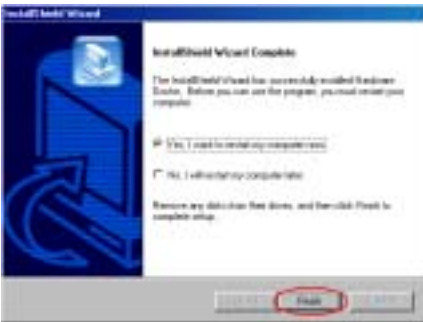 InstallShield Wizard
InstallShield Wizard Complete
The InstallShield Wizard has successfully installed Hardware
Doctor. Before you can use the program, you must restart your
computer.
Yes, I want to restart my computer now.
No, I will restart my computer later.
Remove any disks from their drives, and then click Finish to
complete setup.
Finish